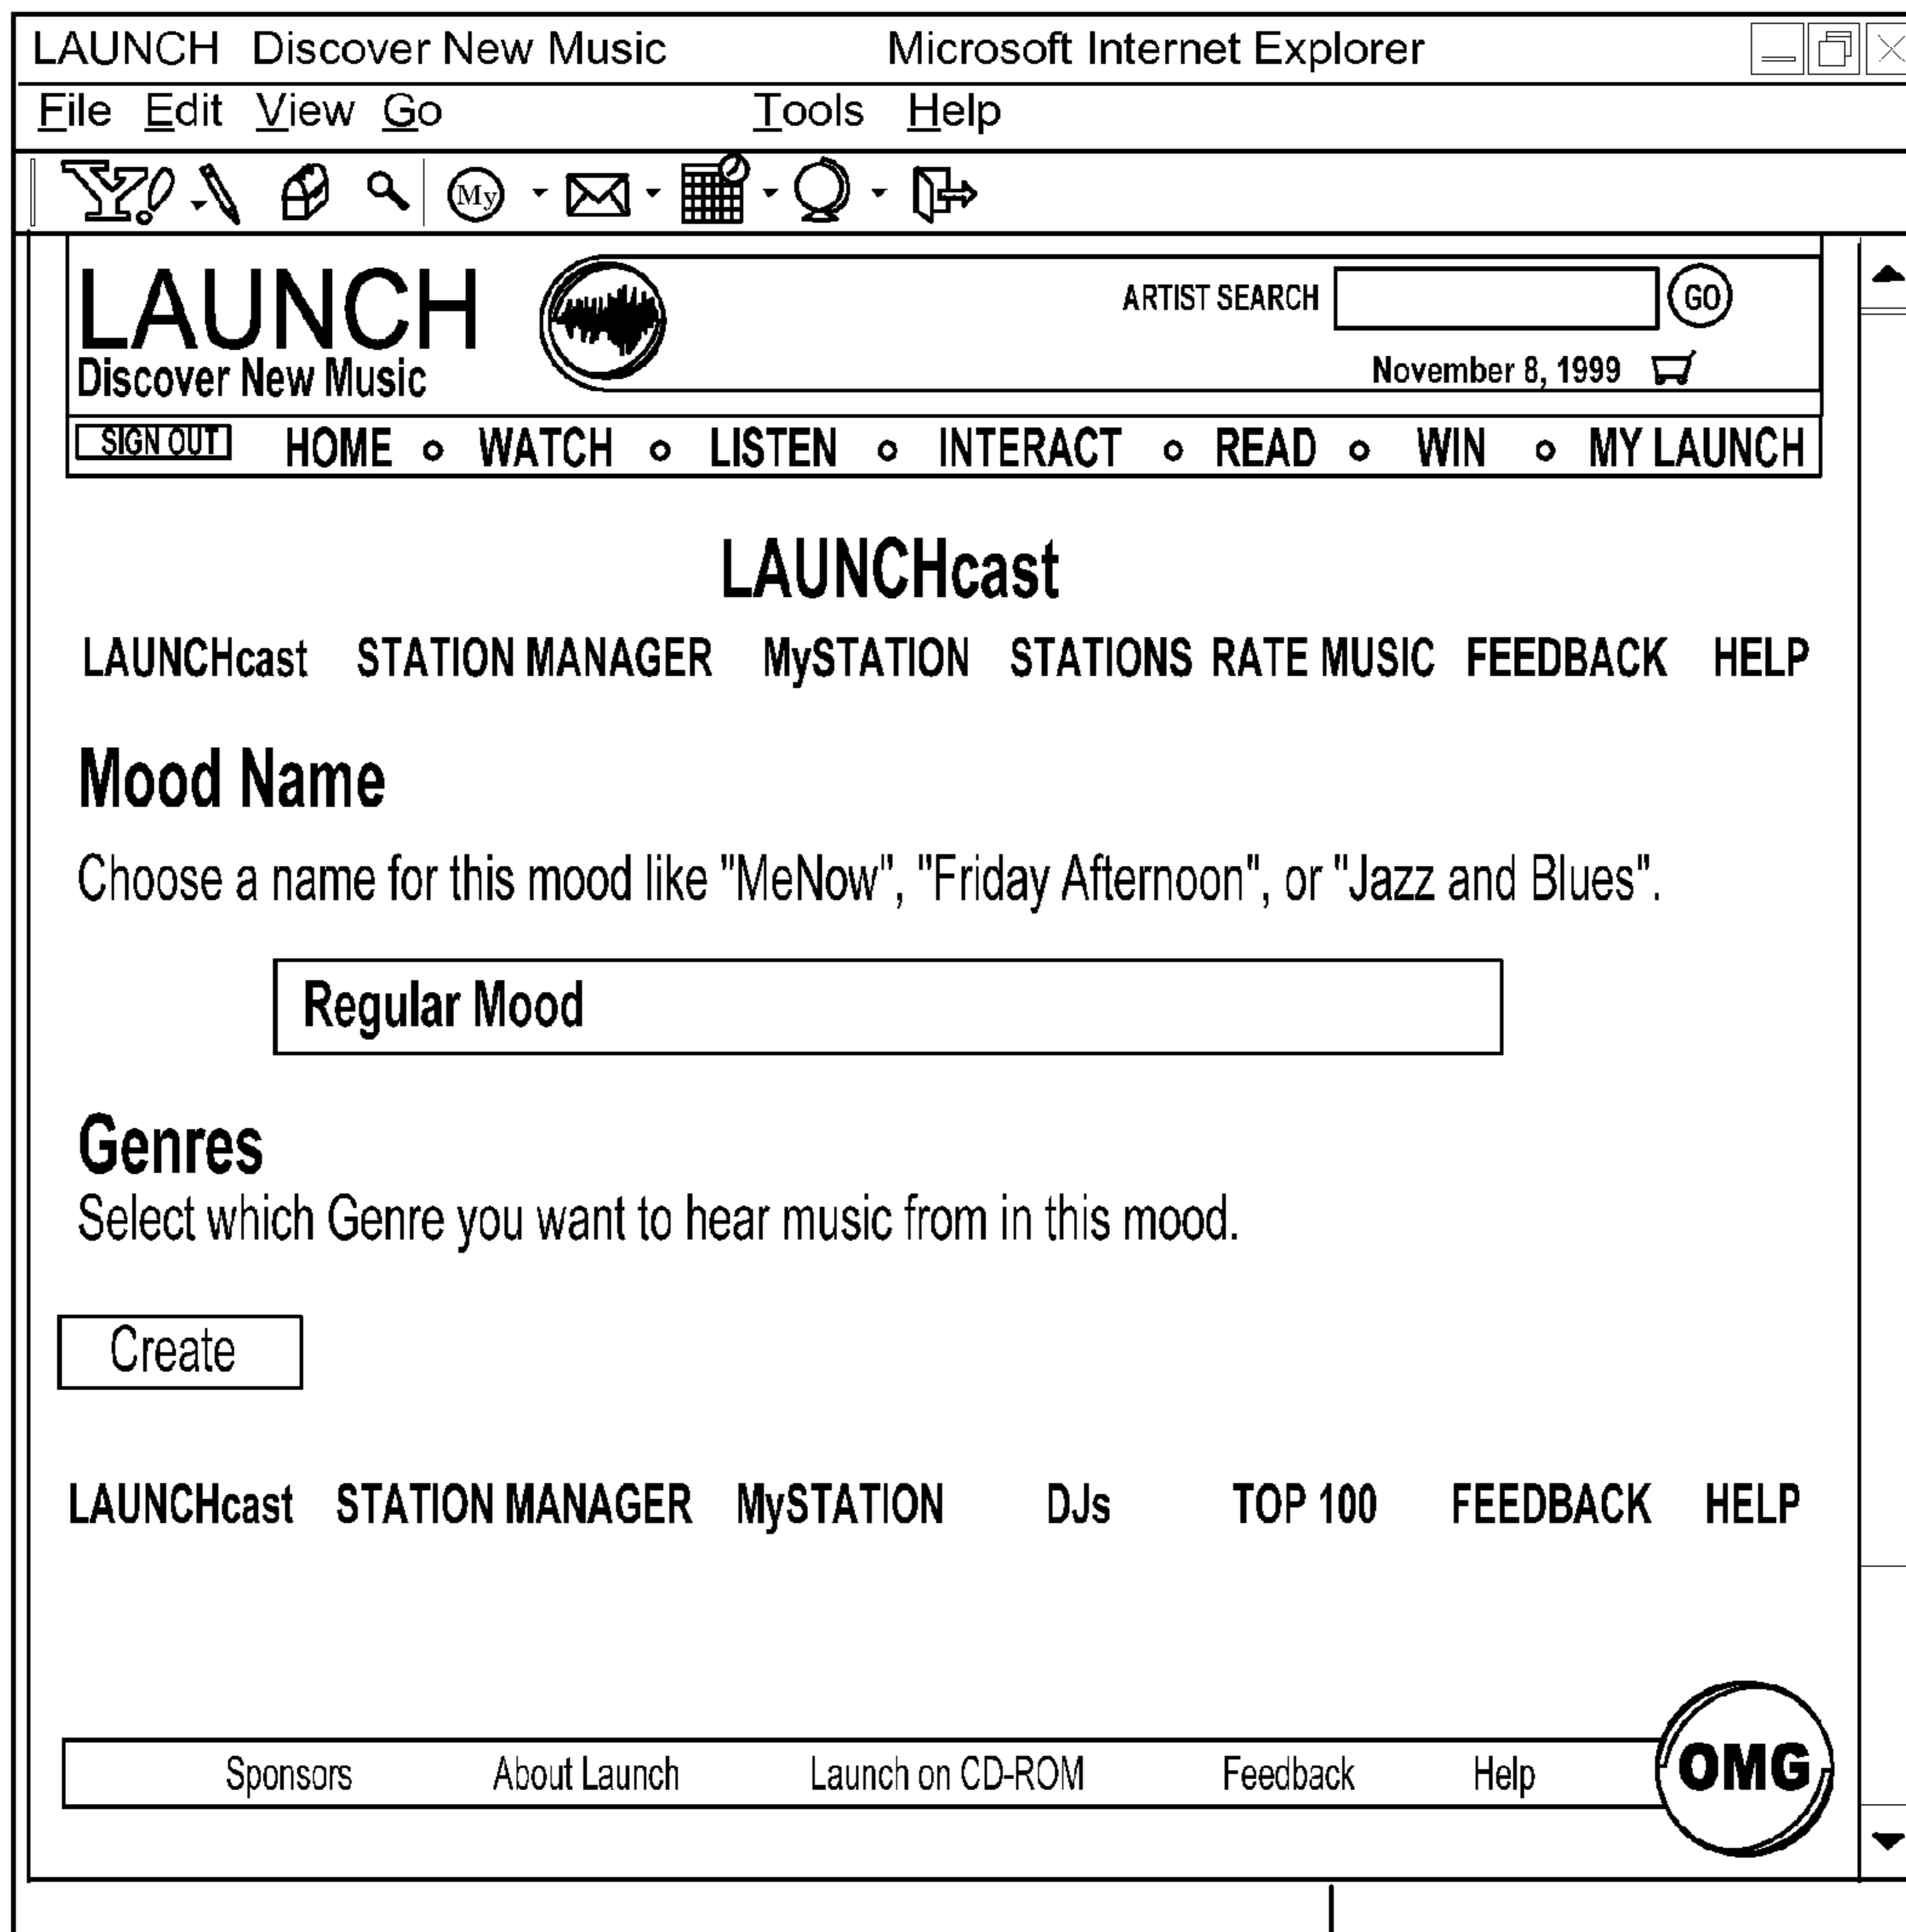 LAUNCH Discover New Music Microsoft Internet Explorer
File Edit View Go Tools Help
Y! My
LAUNCH ARTIST SEARCH GO
Discover New Music November 8, 1999
SIGN OUT HOME WATCH LISTEN INTERACT READ WIN MY LAUNCH
LAUNCHcast
LAUNCHcast STATION MANAGER MySTATION STATIONS RATE MUSIC FEEDBACK HELP
Mood Name
Choose a name for this mood like "MeNow", "Friday Afternoon", or "Jazz and Blues".
Regular Mood
Genres
Select which Genre you want to hear music from in this mood.
Create
LAUNCHcast STATION MANAGER MySTATION DJs TOP 100 FEEDBACK HELP
Sponsors About Launch Launch on CD-ROM Feedback Help OMG